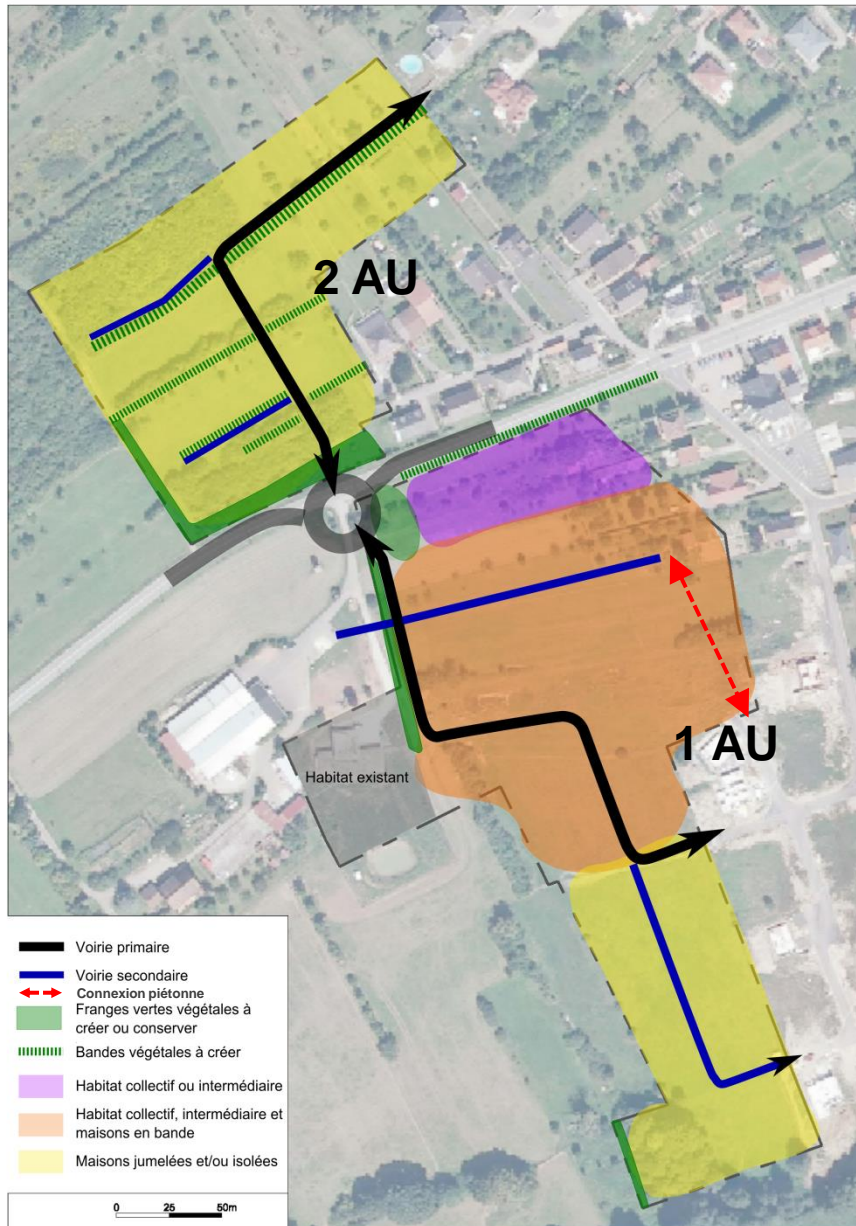 2 AU
1 AU
Habitat existant
Voirie primaire
Voirie secondaire
Connexion piétonne
Franges vertes végétales à
créer ou conserver
Bandes végétales à créer
Habitat collectif ou intermédiaire
Habitat collectif, intermédiaire et
maisons en bande
Maisons jumelées et/ou isolées
0 25 50m